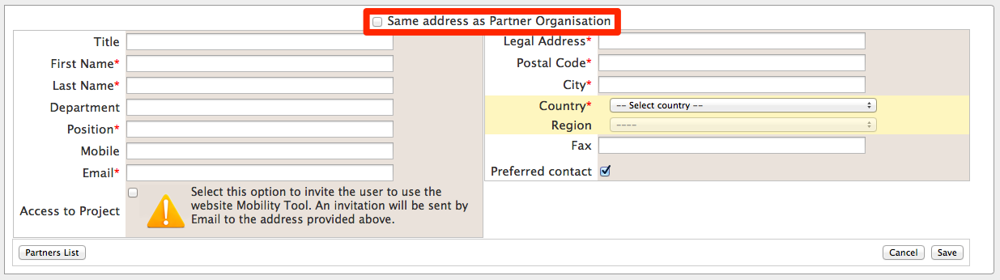 Same address as Partner Organisation
Title
First Name*
Last Name*
Department
Position*
Mobile
Email*
Access to Project
Select this option to invite the user to use the
website Mobility Tool. An invitation will be sent by
Email to the address provided above.
Legal Address*
Postal Code*
City*
Country*
-- Select country --
Region
----
Fax
Preferred contact
Partners List
Cancel
Save